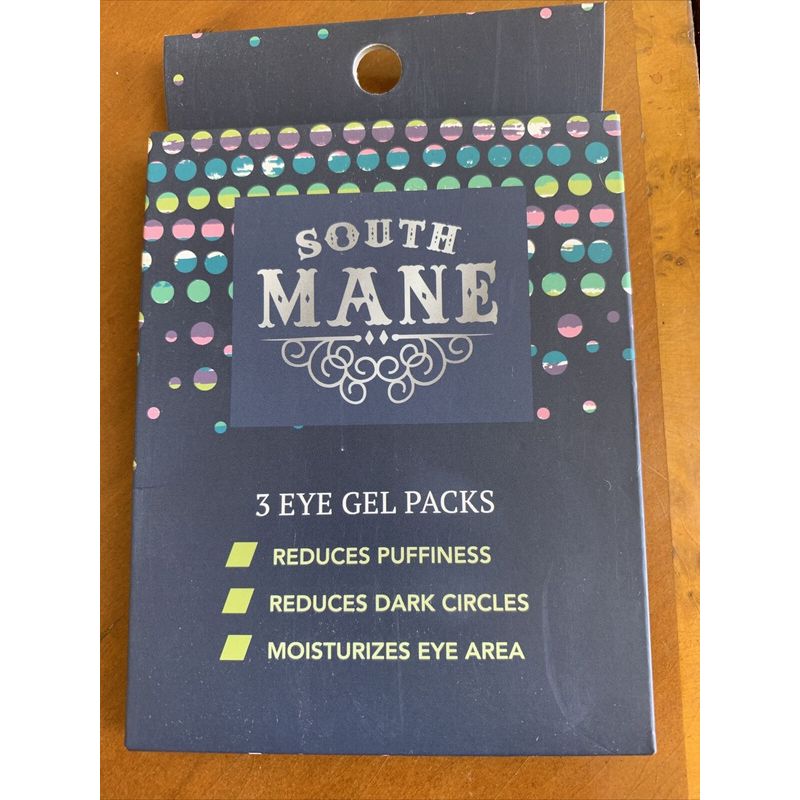 SOUTH
MANE
3 EYE GEL PACKS
REDUCES PUFFINESS
REDUCES DARK CIRCLES
MOISTURIZES EYE AREA